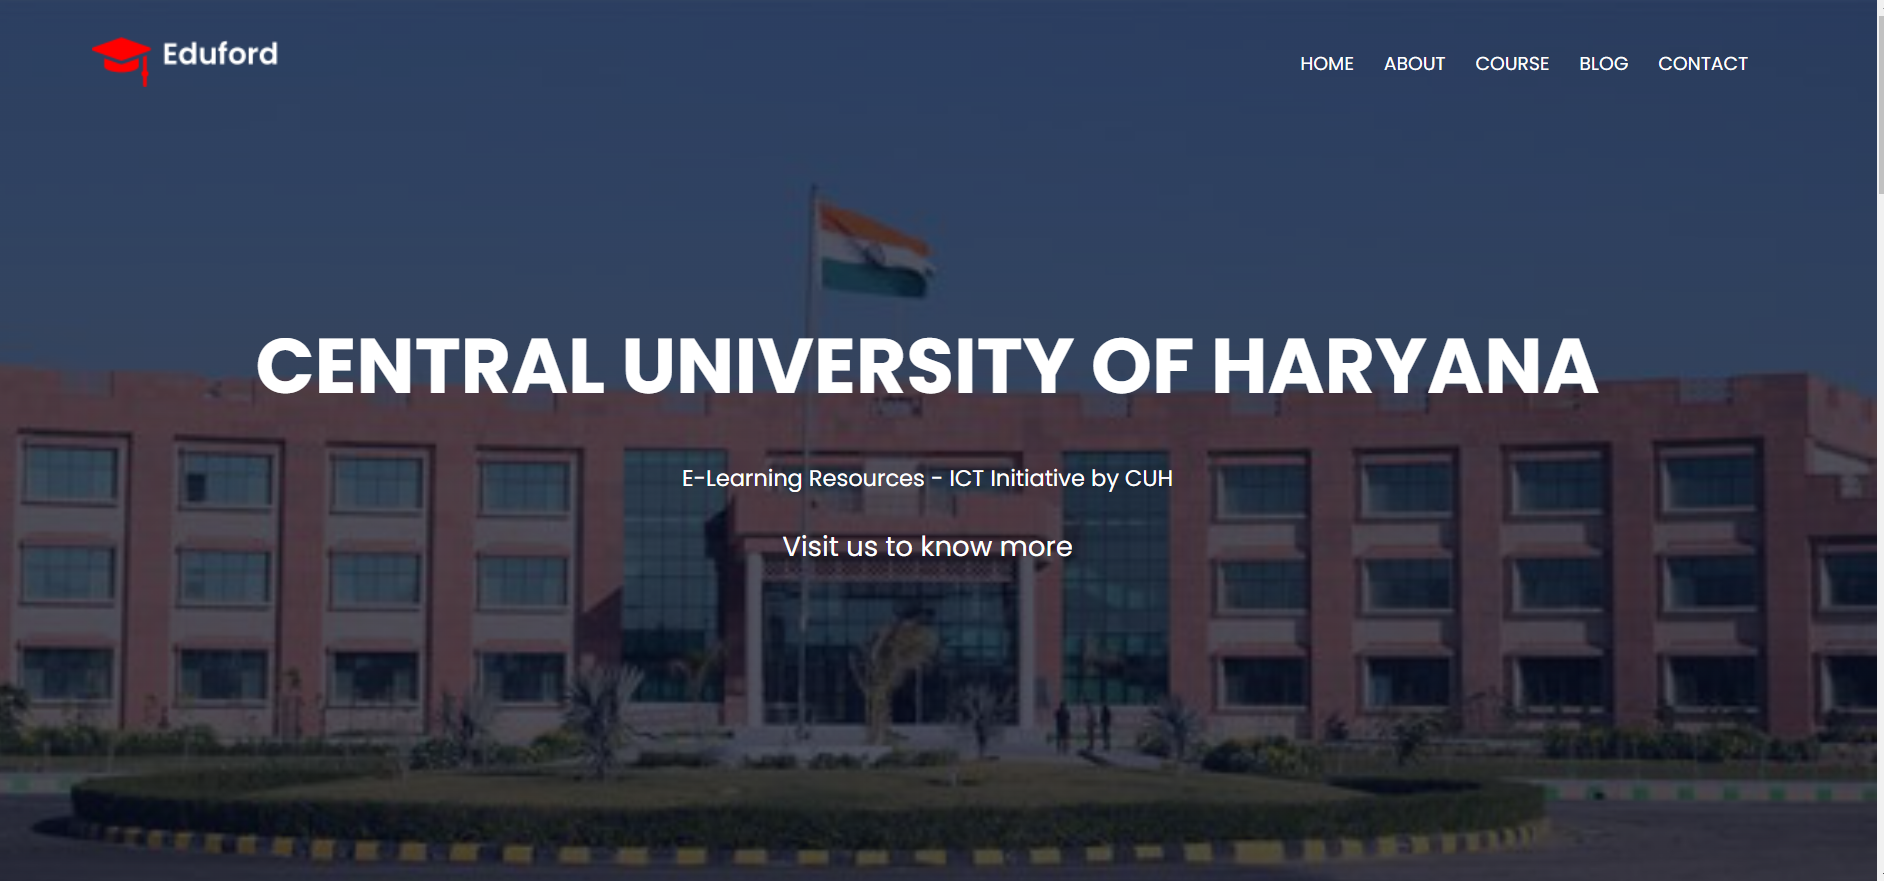 Eduford
HOME ABOUT COURSE BLOG CONTACT
CENTRAL UNIVERSITY OF HARYANA
E-Learning Resources - ICT Initiative by CUH
Visit us to know more